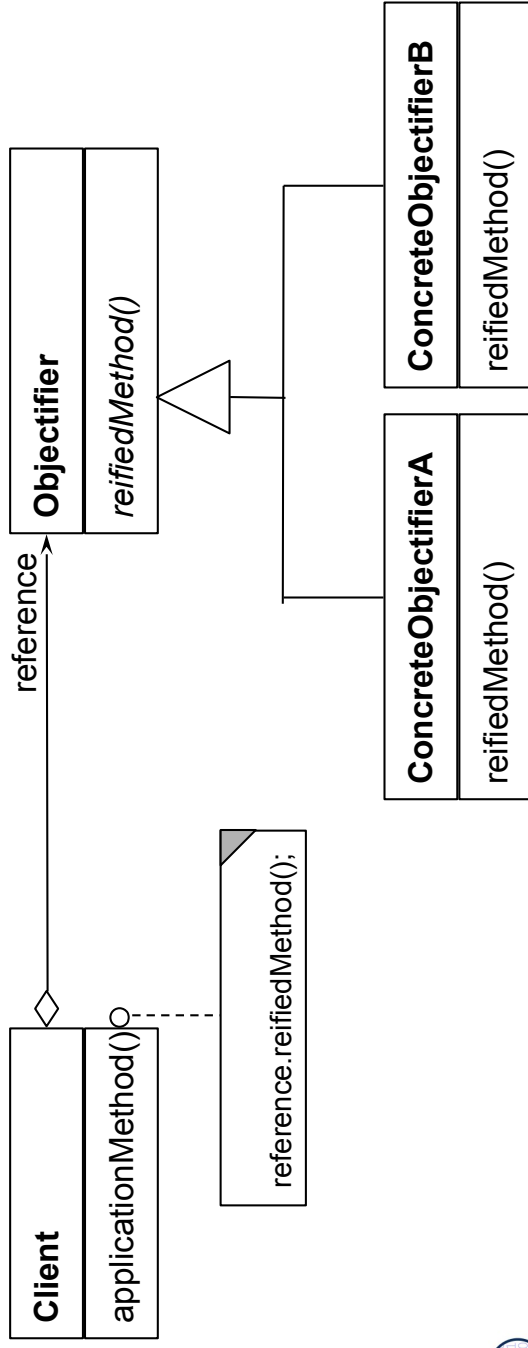 Client
applicationMethod()
reference.reifiedMethod();
reference
Objectifier
reifiedMethod()
ConcreteObjectifierA
reifiedMethod()
ConcreteObjectifierB
reifiedMethod()